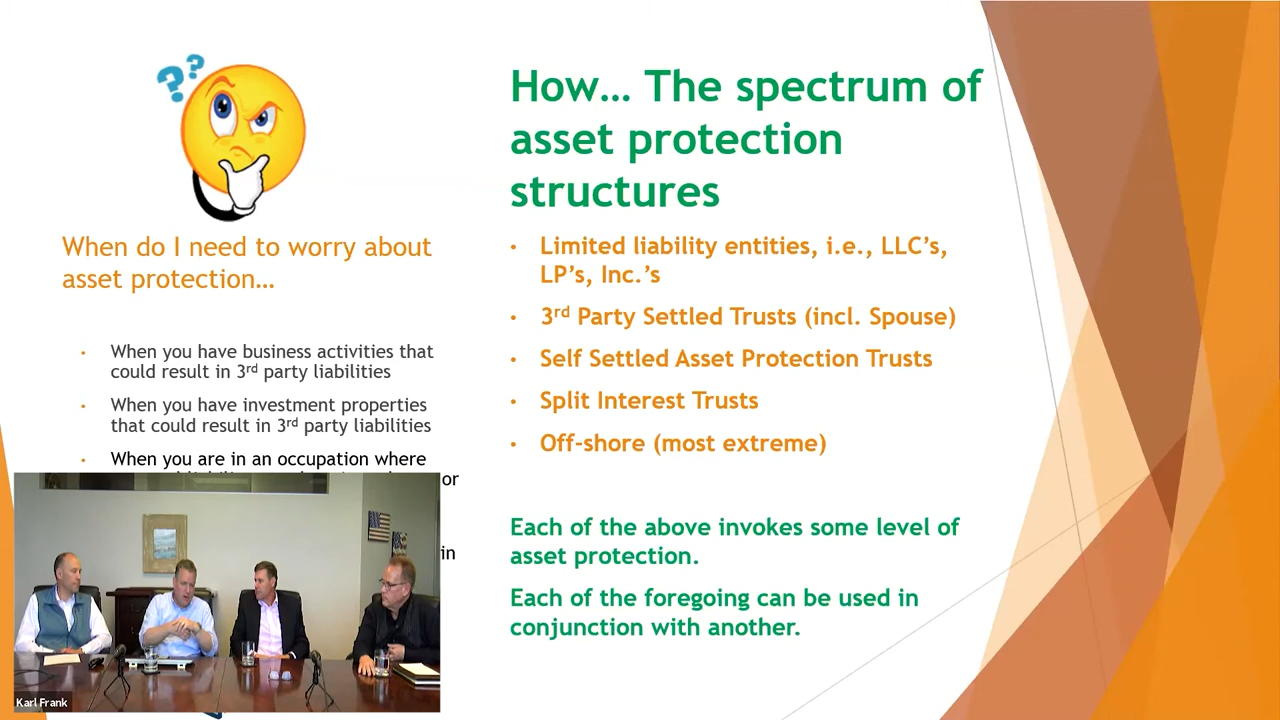 ??
When do I need to worry about
asset protection…
• When you have business activities that
could result in 3rd party liabilities
• When you have investment properties
that could result in 3rd party liabilities
• When you are in an occupation where
or
in
Karl Frank
How… The spectrum of
asset protection
structures
• Limited liability entities, i.e., LLC’s,
LP’s, Inc.’s
• 3rd Party Settled Trusts (incl. Spouse)
• Self Settled Asset Protection Trusts
• Split Interest Trusts
• Off-shore (most extreme)
Each of the above invokes some level of
asset protection.
Each of the foregoing can be used in
conjunction with another.